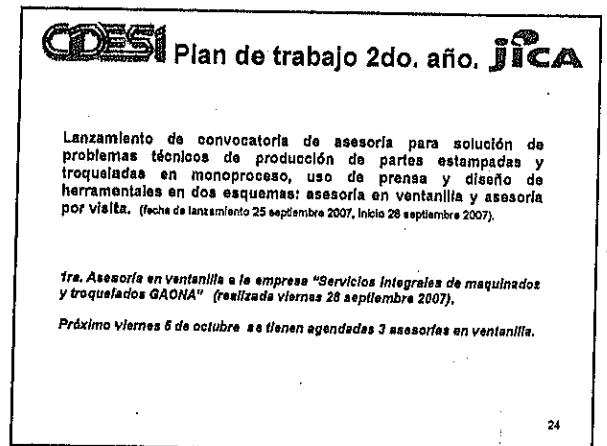 CIDESI Plan de trabajo 2do. año. jica
Lanzamiento de convocatoria de asesoría para solución de
problemas técnicos de producción de partes estampadas y
troqueladas en monoproceso, uso de prensa y diseño de
herramentales en dos esquemas: asesoría en ventanilla y asesoría
por visita. (fecha de lanzamiento 25 septiembre 2007, inicio 28 septiembre 2007).
1ra. Asesoría en ventanilla a la empresa "Servicios integrales de maquinados
y troquelados GAONA" (realizada viernes 28 septiembre 2007).
Próximo viernes 5 de octubre se tienen agendadas 3 asesorías en ventanilla.
24